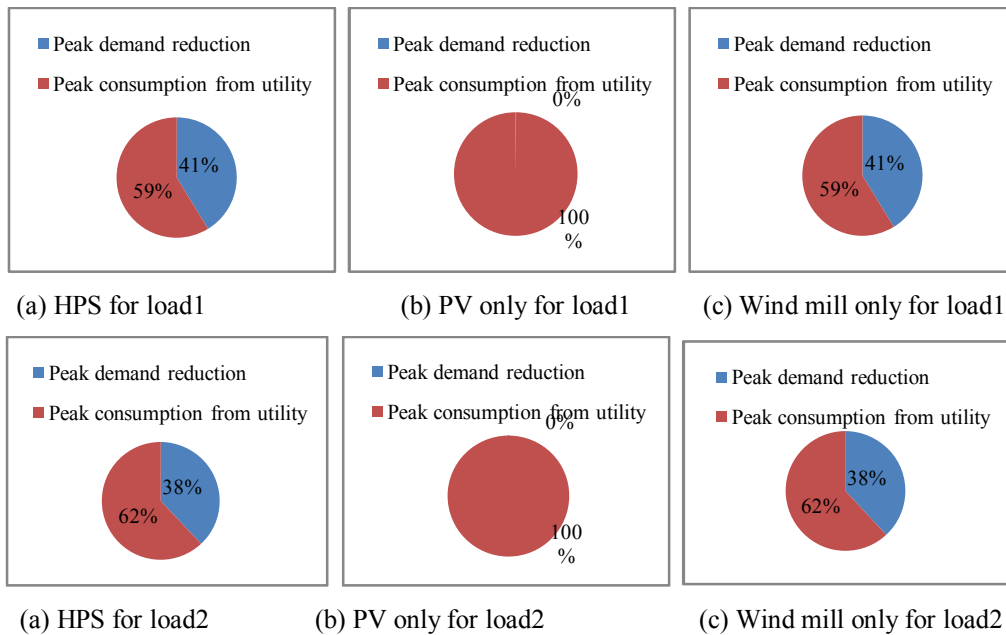 Peak demand reduction
Peak consumption from utility
41%
59%
(a) HPS for load1
Peak demand reduction
Peak consumption from utility
0%
100
%
(b) PV only for load1
Peak demand reduction
Peak consumption from utility
41%
59%
(c) Wind mill only for load1
Peak demand reduction
Peak consumption from utility
38%
62%
(a) HPS for load2
Peak demand reduction
Peak consumption from utility
0%
100
%
(b) PV only for load2
Peak demand reduction
Peak consumption from utility
38%
62%
(c) Wind mill only for load2